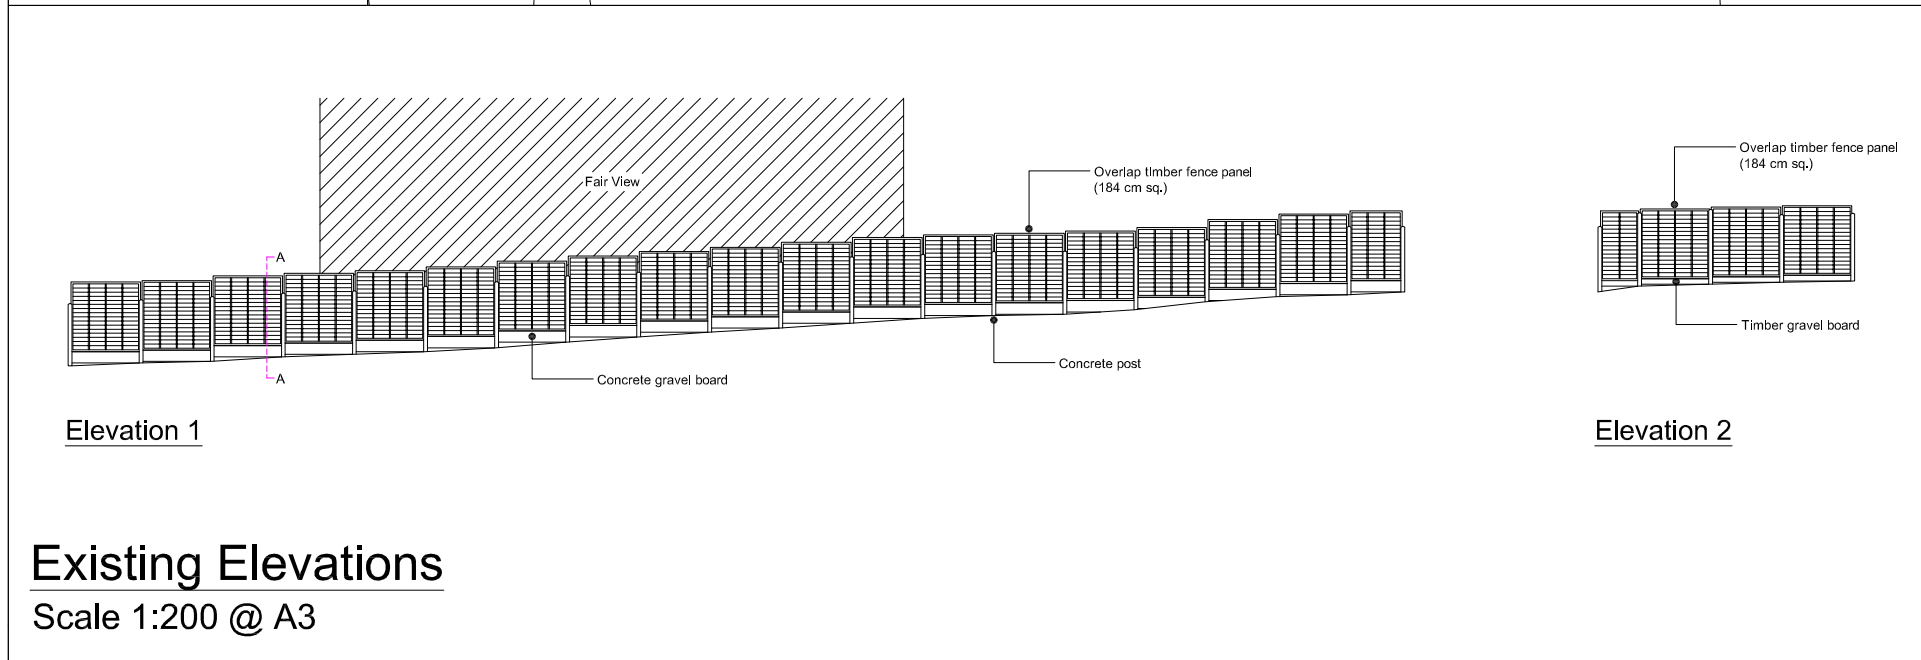 Fair View
Overlap timber fence panel
(184 cm sq.)
Overlap timber fence panel
(184 cm sq.)
A
A
Concrete gravel board
Concrete post
Timber gravel board
Elevation 1
Elevation 2
Existing Elevations
Scale 1:200 @ A3